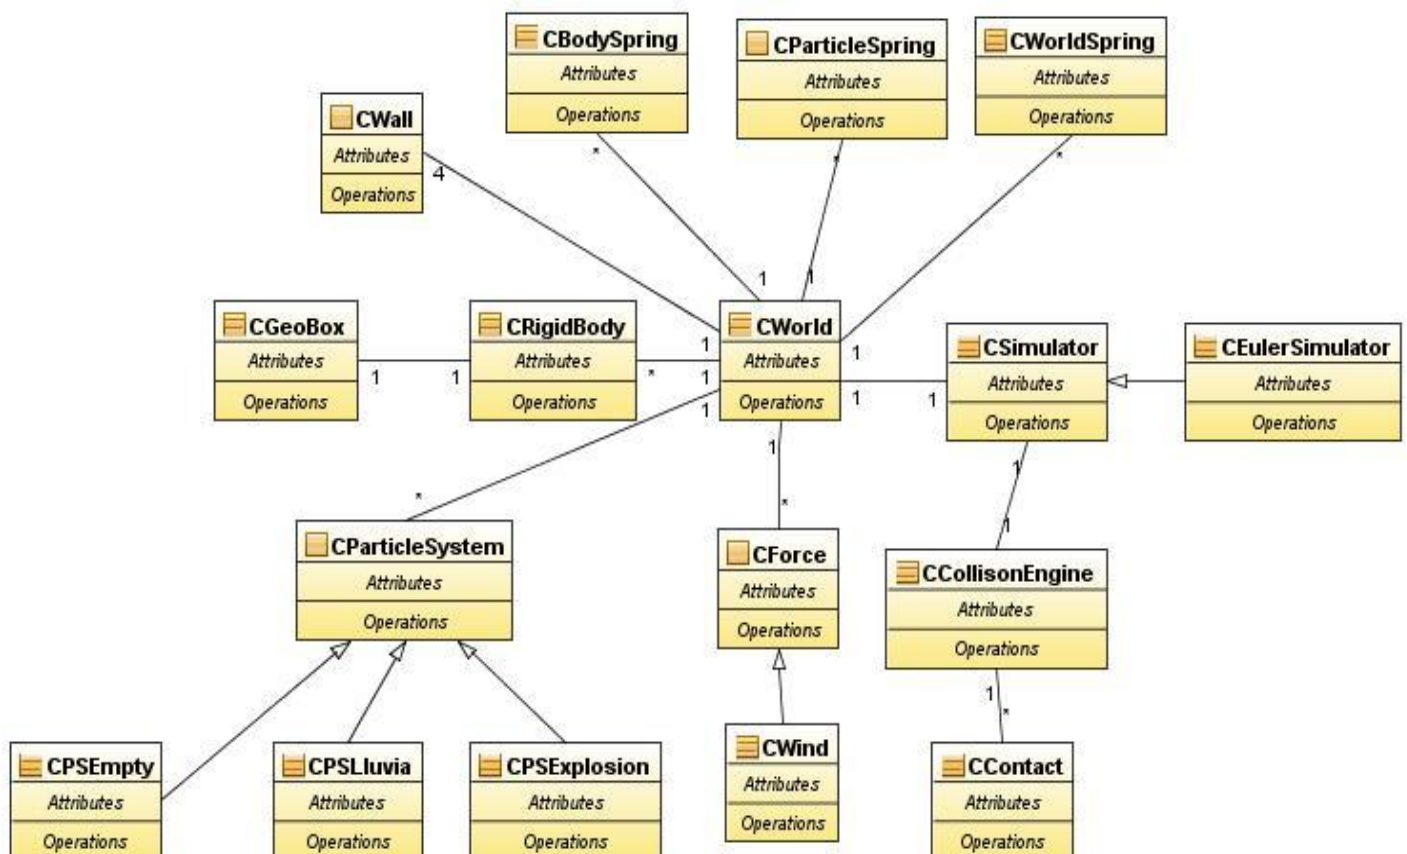 CBodySpring
Attributes
Operations
CParticleSpring
Attributes
Operations
CWorldSpring
Attributes
Operations
CWall
Attributes
Operations
4
*
*
*
1
1
CGeoBox
Attributes
Operations
1
1
CRigidBody
Attributes
Operations
*
1
1
1
CWorld
Attributes
Operations
1
1
1
CSimulator
Attributes
Operations
CEulerSimulator
Attributes
Operations
1
*
*
1
1
CParticleSystem
Attributes
Operations
CForce
Attributes
Operations
CCollisonEngine
Attributes
Operations
1
*
CPSEmpty
Attributes
Operations
CPSLluvia
Attributes
Operations
CPSExplosion
Attributes
Operations
CWind
Attributes
Operations
CContact
Attributes
Operations